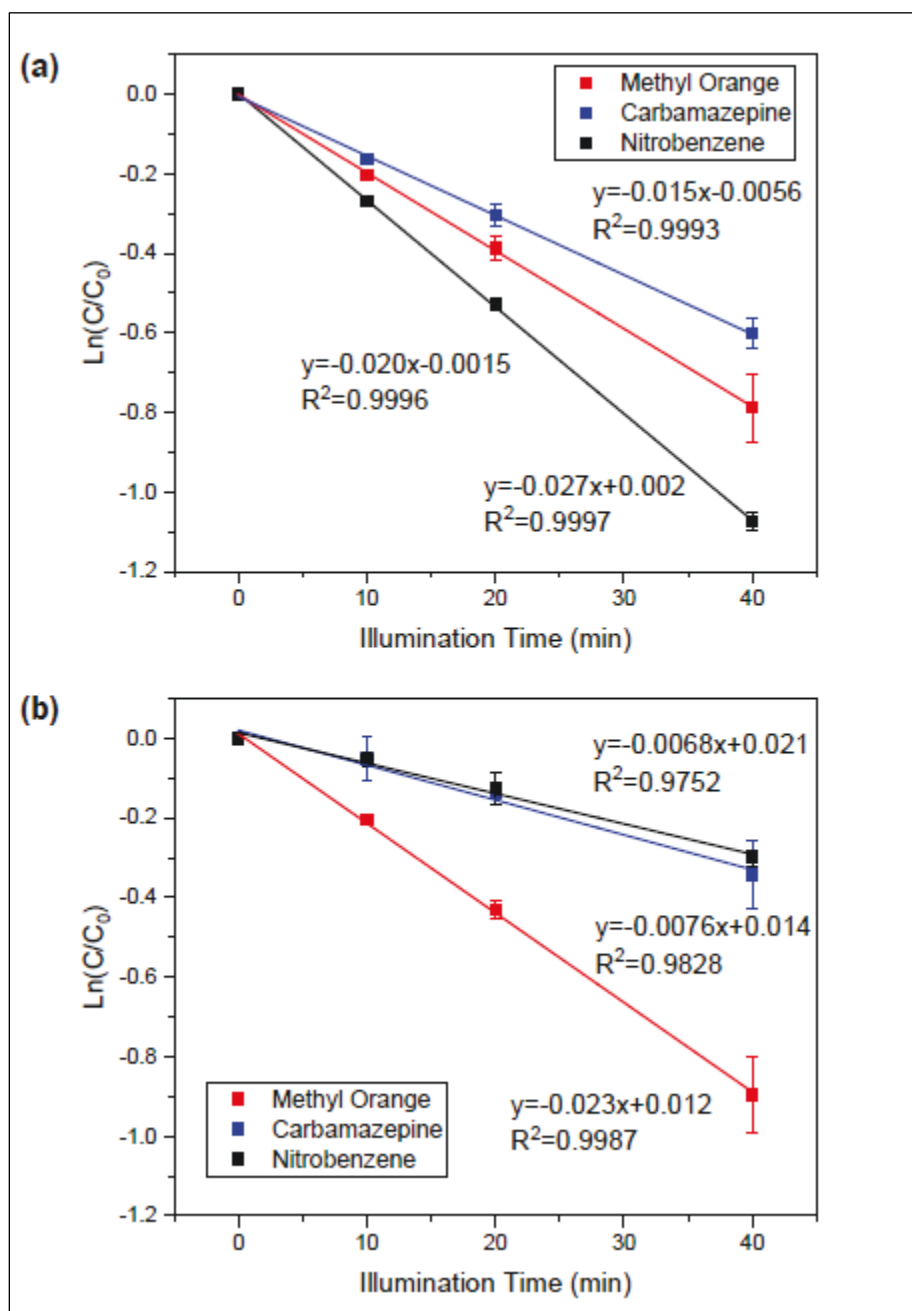 (a)
Methyl Orange
Carbamazepine
Nitrobenzene
y=-0.015x-0.0056
R²=0.9993
y=-0.020x-0.0015
R²=0.9996
y=-0.027x+0.002
R²=0.9997
0.0
-0.2
-0.4
-0.6
-0.8
-1.0
-1.2
Ln(C/C₀)
0 10 20 30 40
Illumination Time (min)
(b)
y=-0.0068x+0.021
R²=0.9752
y=-0.0076x+0.014
R²=0.9828
y=-0.023x+0.012
R²=0.9987
Methyl Orange
Carbamazepine
Nitrobenzene
0.0
-0.2
-0.4
-0.6
-0.8
-1.0
-1.2
Ln(C/C₀)
0 10 20 30 40
Illumination Time (min)